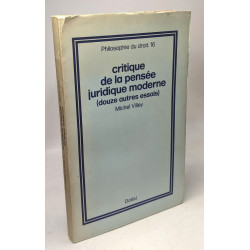 Philosophie du droit. 16
critique
de la pensée
juridique moderne
(douze autres essais)
Michel Villey
Dalloz